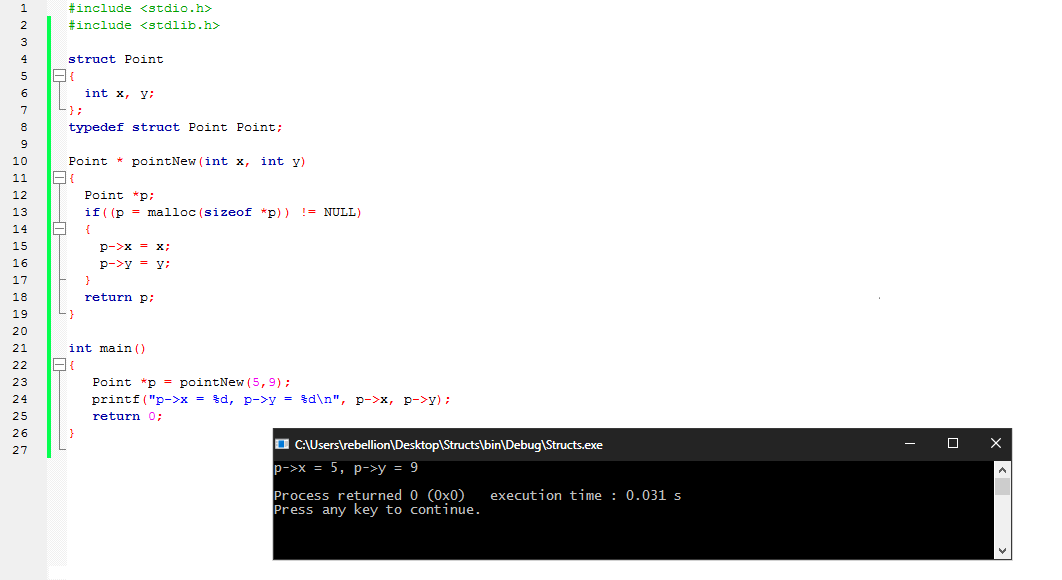 1 #include <stdio.h>
2 #include <stdlib.h>
3
4 struct Point
5 {
6 int x, y;
7 };
8 typedef struct Point Point;
9
10 Point * pointNew(int x, int y)
11 {
12 Point *p;
13 if((p = malloc(sizeof *p)) != NULL)
14 {
15 p->x = x;
16 p->y = y;
17 }
18 return p;
19 }
20
21 int main()
22 {
23 Point *p = pointNew(5,9);
24 printf("p->x = %d, p->y = %d\n", p->x, p->y);
25 return 0;
26 }
27
C:\Users\rebellion\Desktop\Structs\bin\Debug\Structs.exe
p->x = 5, p->y = 9
Process returned 0 (0x0) execution time : 0.031 s
Press any key to continue.